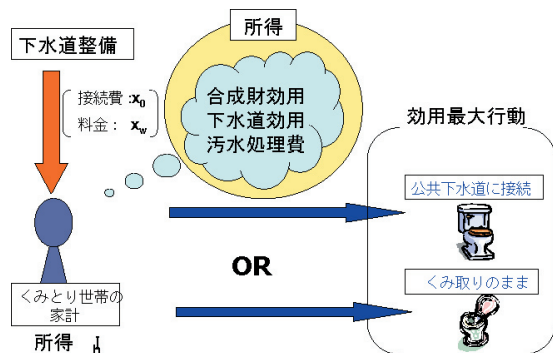 下水道整備
接続費:x₀
料金: x_w
所得
合成財効用
下水道効用
汚水処理費
効用最大行動
公共下水道に接続
OR
くみ取りのまま
くみとり世帯の
家計
所得